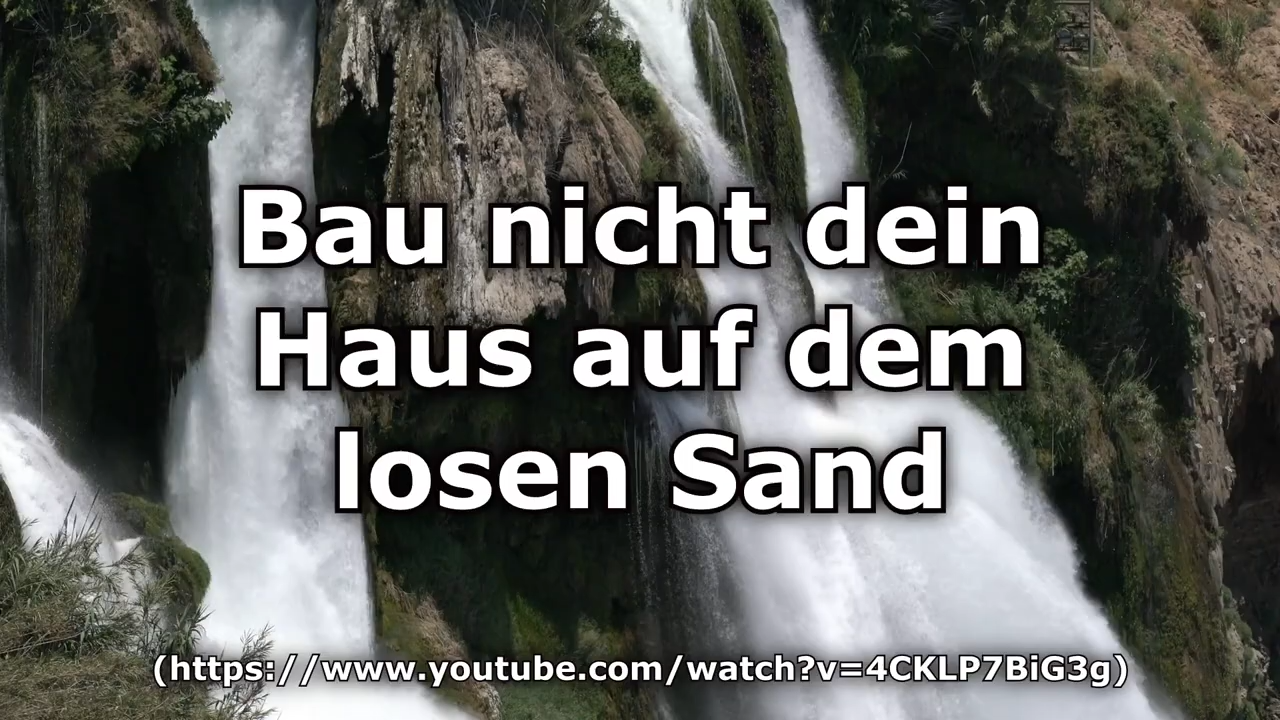 Bau nicht dein
Haus auf dem
losen Sand
(https://www.youtube.com/watch?v=4CKLP7BiG3g)